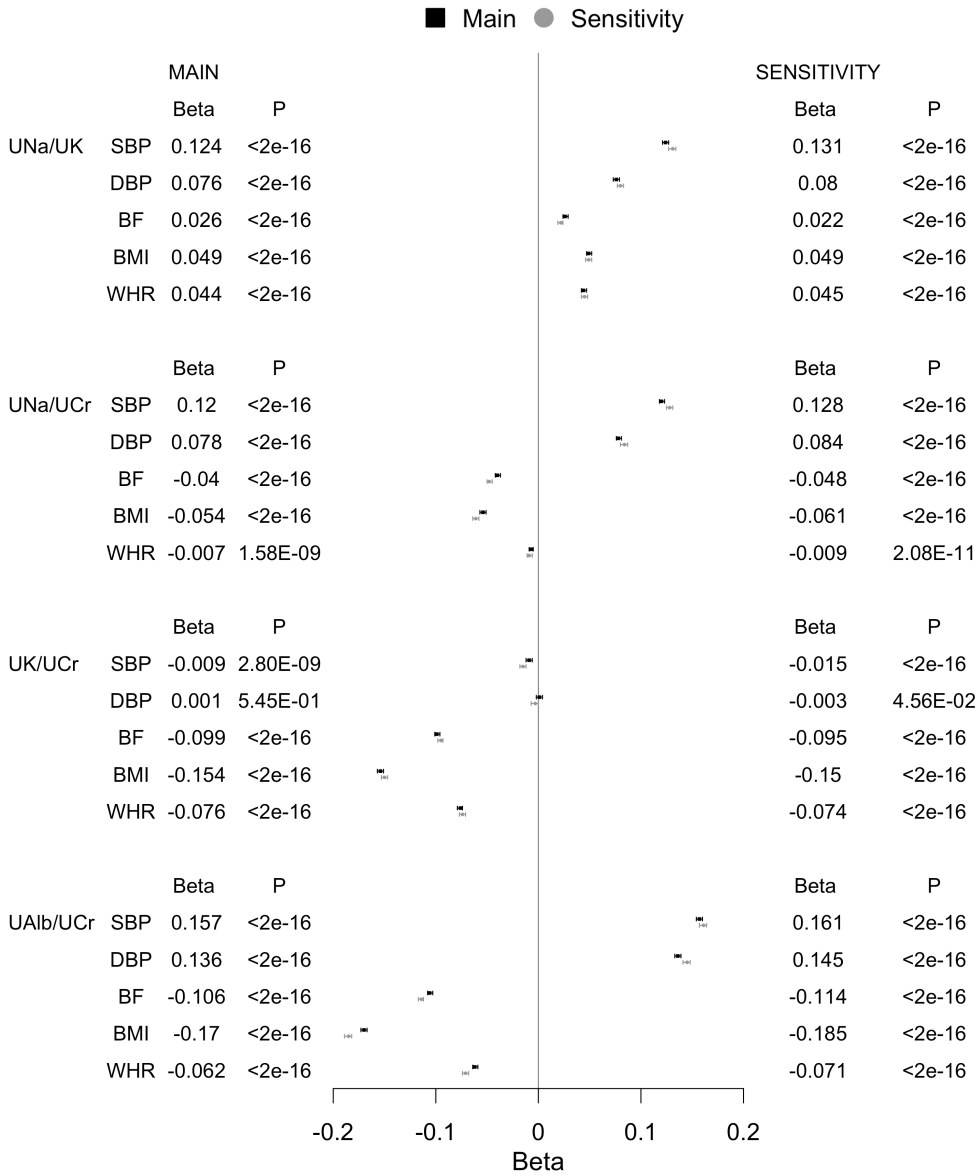 Main Sensitivity
MAIN SENSITIVITY
Beta P Beta P
UNa/UK SBP 0.124 <2e-16 0.131 <2e-16
DBP 0.076 <2e-16 0.08 <2e-16
BF 0.026 <2e-16 0.022 <2e-16
BMI 0.049 <2e-16 0.049 <2e-16
WHR 0.044 <2e-16 0.045 <2e-16
Beta P Beta P
UNa/UCr SBP 0.12 <2e-16 0.128 <2e-16
DBP 0.078 <2e-16 0.084 <2e-16
BF -0.04 <2e-16 -0.048 <2e-16
BMI -0.054 <2e-16 -0.061 <2e-16
WHR -0.007 1.58E-09 -0.009 2.08E-11
Beta P Beta P
UK/UCr SBP -0.009 2.80E-09 -0.015 <2e-16
DBP 0.001 5.45E-01 -0.003 4.56E-02
BF -0.099 <2e-16 -0.095 <2e-16
BMI -0.154 <2e-16 -0.15 <2e-16
WHR -0.076 <2e-16 -0.074 <2e-16
Beta P Beta P
UAlb/UCr SBP 0.157 <2e-16 0.161 <2e-16
DBP 0.136 <2e-16 0.145 <2e-16
BF -0.106 <2e-16 -0.114 <2e-16
BMI -0.17 <2e-16 -0.185 <2e-16
WHR -0.062 <2e-16 -0.071 <2e-16
-0.2 -0.1 0 0.1 0.2
Beta